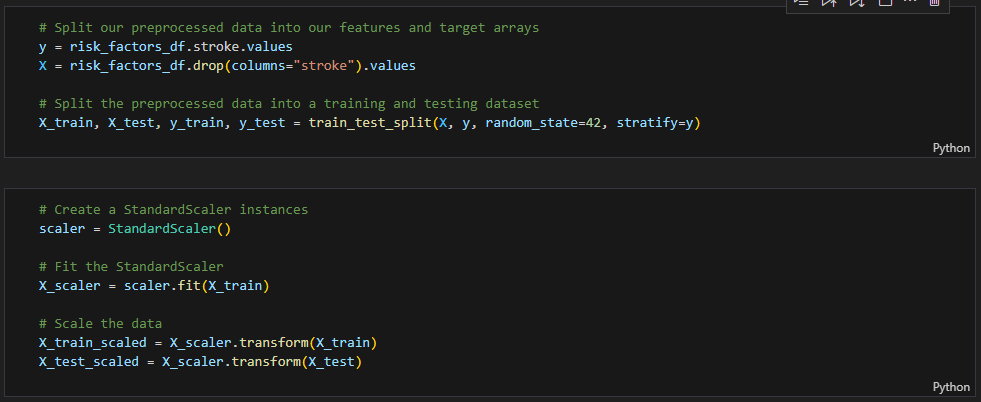 # Split our preprocessed data into our features and target arrays
y = risk_factors_df.stroke.values
X = risk_factors_df.drop(columns="stroke").values
# Split the preprocessed data into a training and testing dataset
X_train, X_test, y_train, y_test = train_test_split(X, y, random_state=42, stratify=y)
Python
# Create a StandardScaler instances
scaler = StandardScaler()
# Fit the StandardScaler
X_scaler = scaler.fit(X_train)
# Scale the data
X_train_scaled = X_scaler.transform(X_train)
X_test_scaled = X_scaler.transform(X_test)
Python